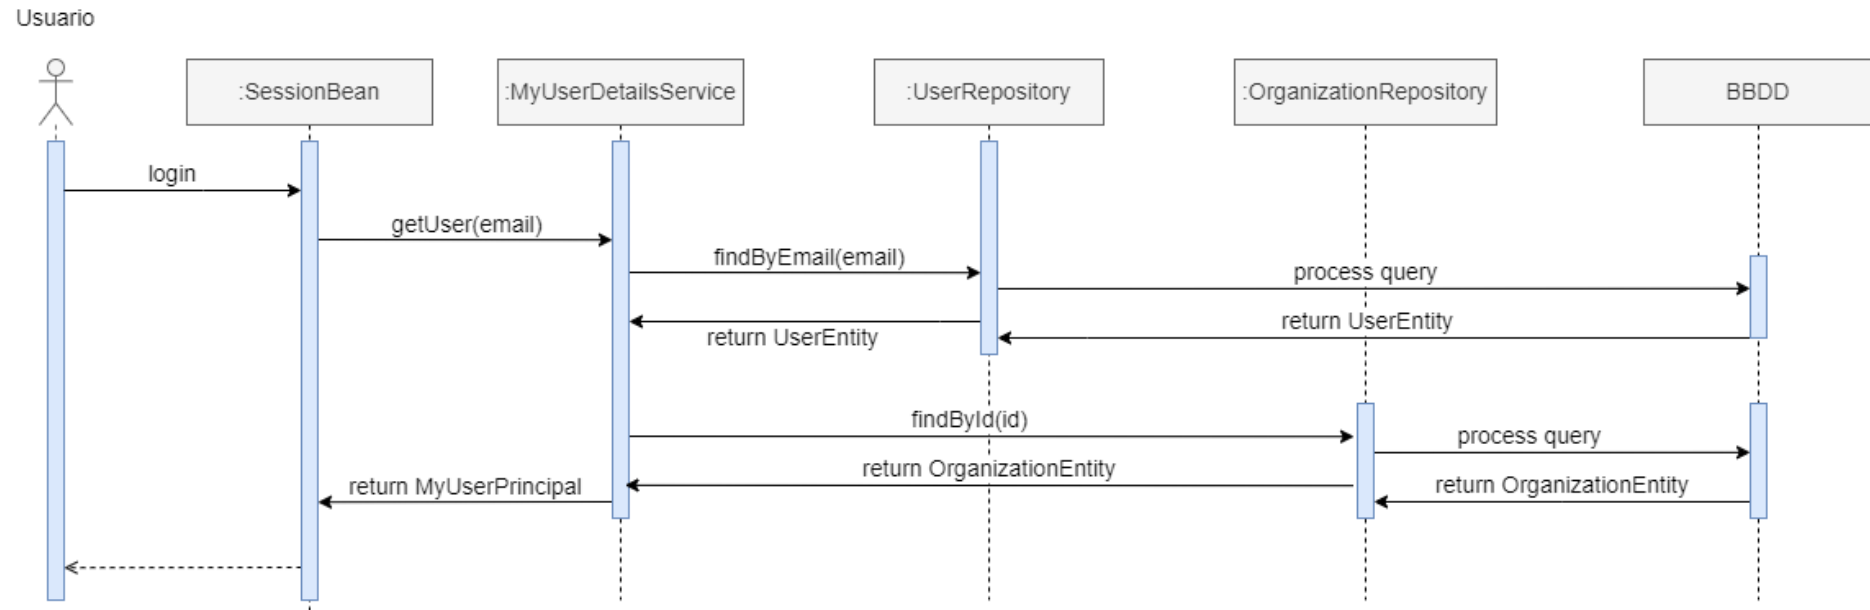 Usuario
:SessionBean
:MyUserDetailsService
:UserRepository
:OrganizationRepository
BBDD
login
getUser(email)
findByEmail(email)
process query
return UserEntity
return UserEntity
findById(id)
process query
return OrganizationEntity
return MyUserPrincipal
return OrganizationEntity